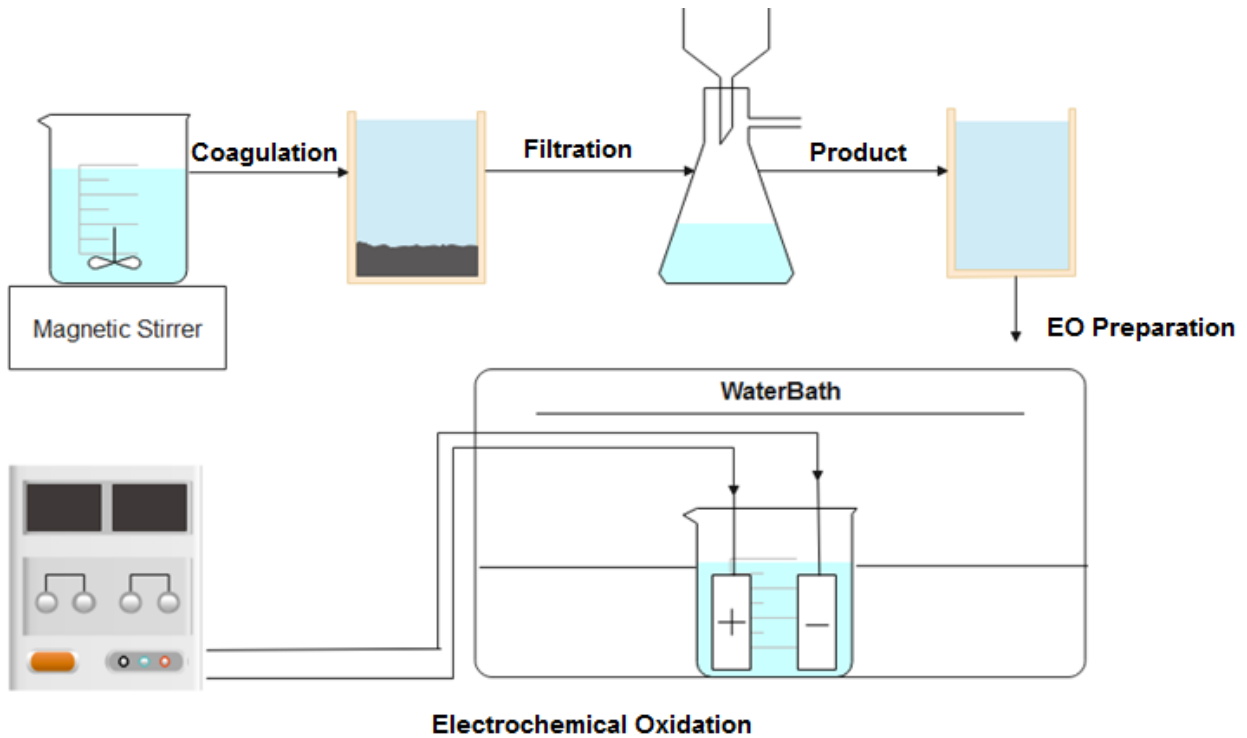 Coagulation
Filtration
Product
Magnetic Stirrer
EO Preparation
WaterBath
+
−
Electrochemical Oxidation